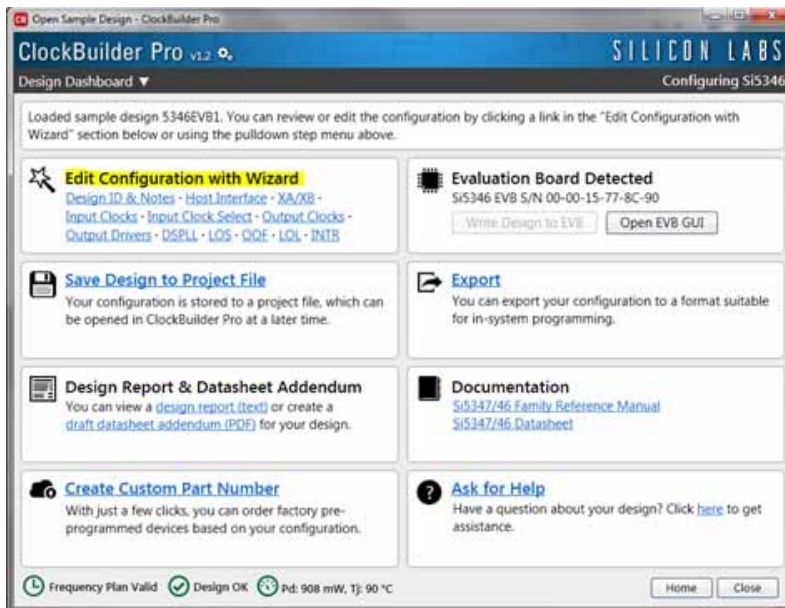 Open Sample Design - ClockBuilder Pro
ClockBuilder Pro v1.2
SILICON LABS
Design Dashboard ▼
Configuring Si5346
Loaded sample design 5346EVB1. You can review or edit the configuration by clicking a link in the "Edit Configuration with
Wizard" section below or using the pulldown step menu above.
Edit Configuration with Wizard
Design ID & Notes · Host Interface · XA/XB ·
Input Clocks · Input Clock Select · Output Clocks ·
Output Drivers · DSPLL · LOS · OOF · LOL · INTR
Evaluation Board Detected
Si5346 EVB S/N 00-00-15-77-8C-90
Write Design to EVB
Open EVB GUI
Save Design to Project File
Your configuration is stored to a project file, which can
be opened in ClockBuilder Pro at a later time.
Export
You can export your configuration to a format suitable
for in-system programming.
Design Report & Datasheet Addendum
You can view a design report (text) or create a
draft datasheet addendum (PDF) for your design.
Documentation
Si5347/46 Family Reference Manual
Si5347/46 Datasheet
Create Custom Part Number
With just a few clicks, you can order factory pre-
programmed devices based on your configuration.
Ask for Help
Have a question about your design? Click here to get
assistance.
Frequency Plan Valid
Design OK
Pd: 908 mW, Tj: 90 °C
Home
Close